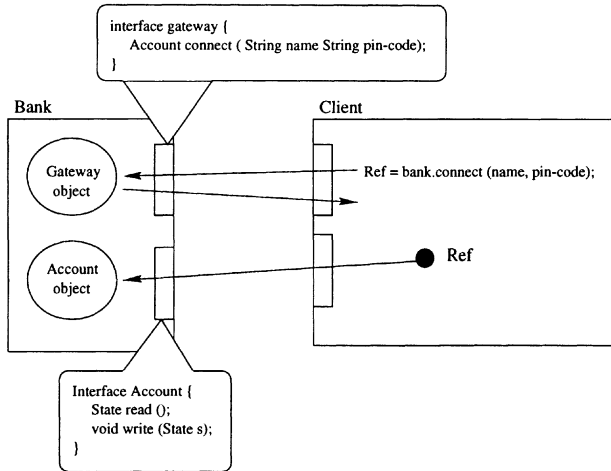 interface gateway {
Account connect ( String name String pin-code);
}
Bank
Client
Gateway
object
Ref = bank.connect (name, pin-code);
Account
object
Ref
Interface Account {
State read ();
void write (State s);
}